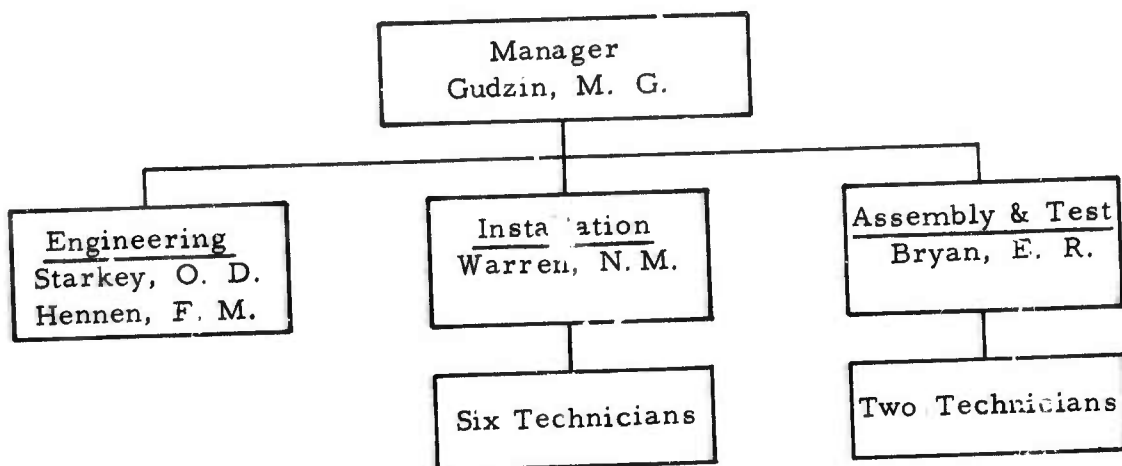 Manager
Gudzin, M. G.
Engineering
Starkey, O. D.
Hennen, F. M.
Installation
Warren, N. M.
Assembly & Test
Bryan, E. R.
Six Technicians
Two Technicians